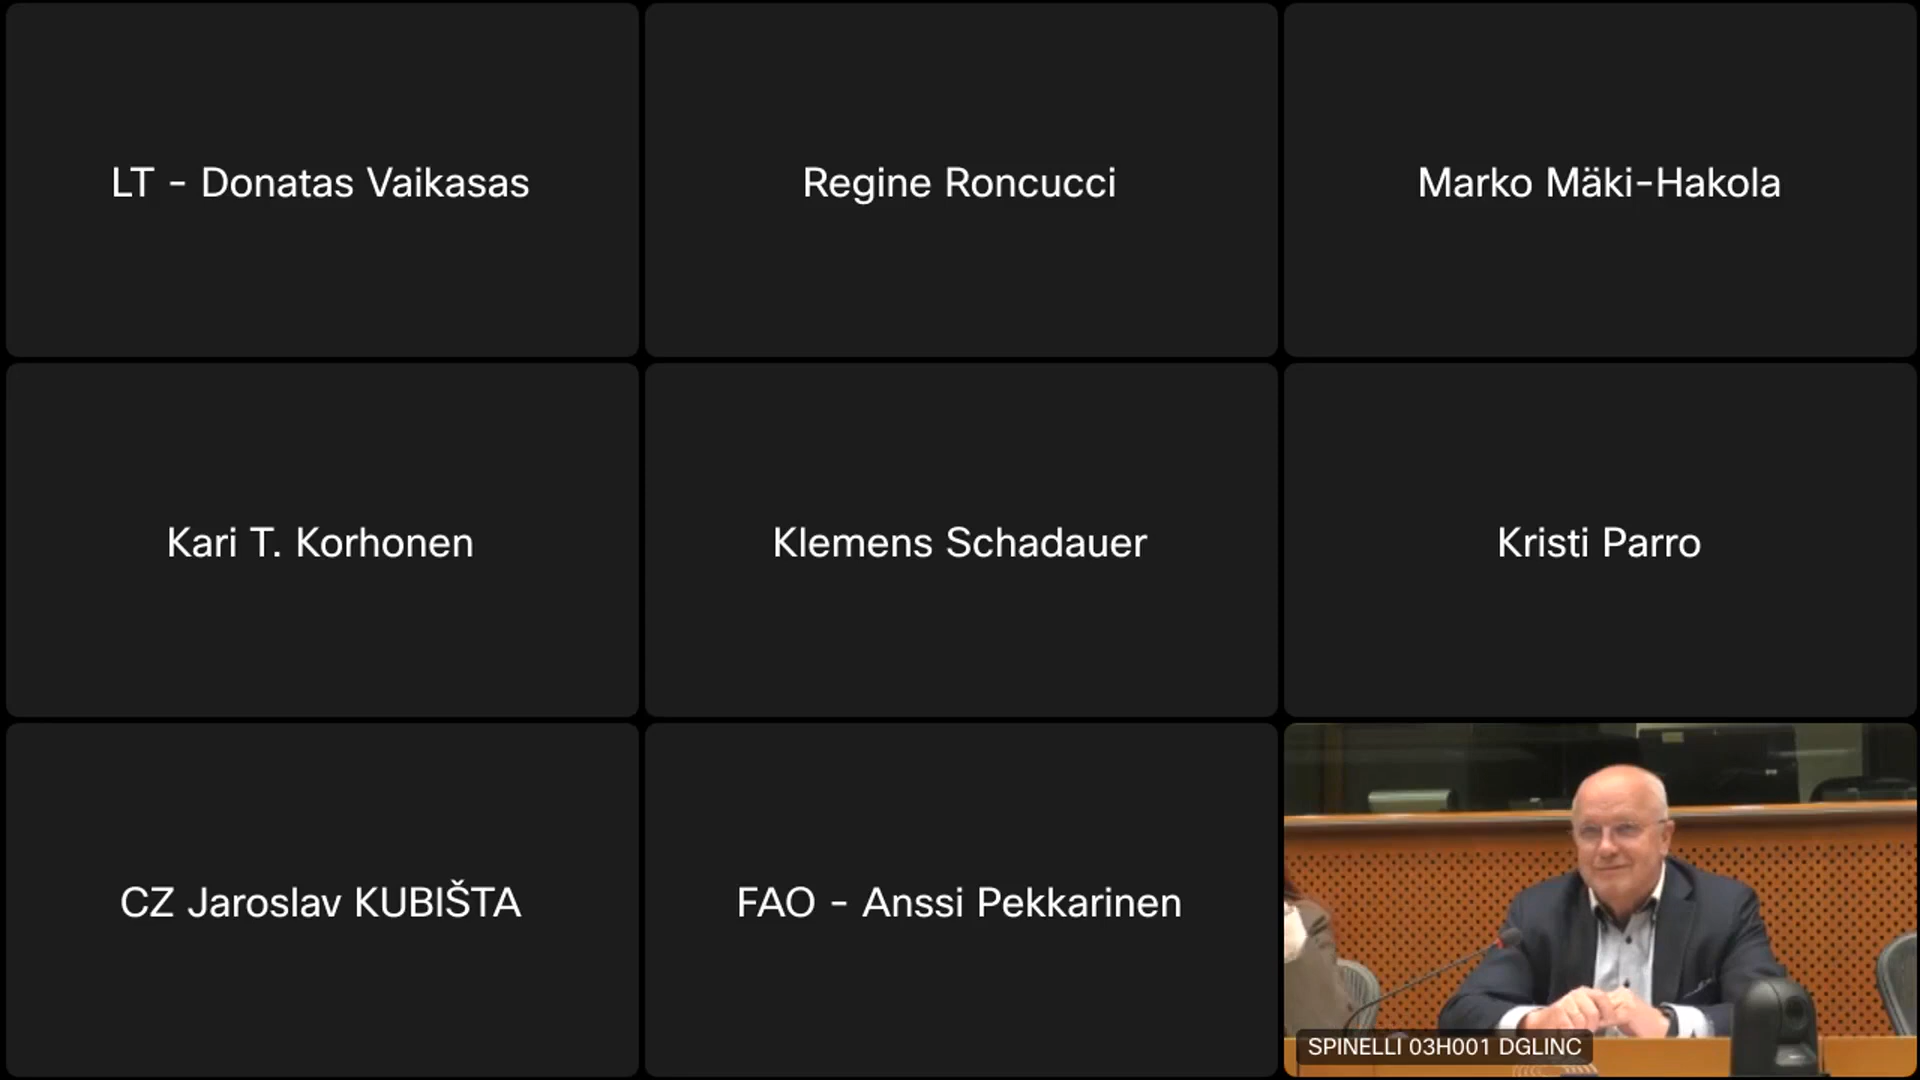 LT - Donatas Vaikasas
Regine Roncucci
Marko Mäki-Hakola
Kari T. Korhonen
Klemens Schadauer
Kristi Parro
CZ Jaroslav KUBIŠTA
FAO - Anssi Pekkarinen
SPINELLI 03H001 DGLINC